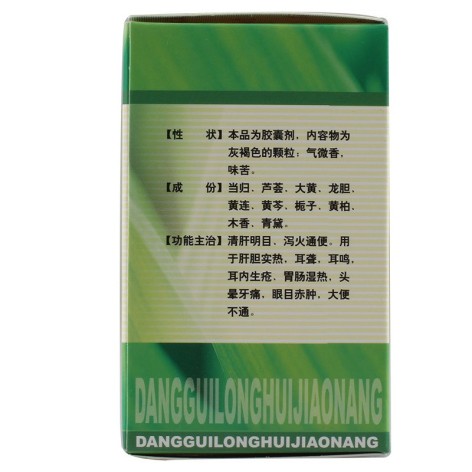 【性 状】本品为胶囊剂，内容物为
灰褐色的颗粒；气微香，
味苦。
【成 份】当归、芦荟、大黄、龙胆、
黄连、黄芩、栀子、黄柏、
木香、青黛。
【功能主治】清肝明目，泻火通便。用
于肝胆实热，耳聋、耳鸣，
耳内生疮，胃肠湿热，头
晕牙痛，眼目赤肿，大便
不通。
DANGGUILONGHUIJIAONANG
DANGGUILONGHUIJIAONANG